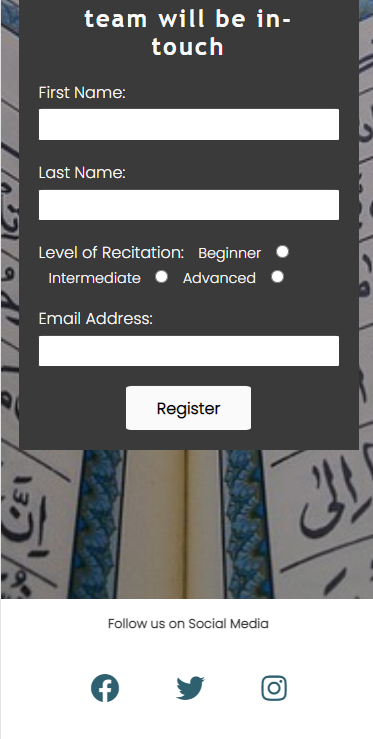 team will be in-
touch
First Name:
Last Name:
Level of Recitation: Beginner
Intermediate Advanced
Email Address:
Register
إِنَّ
Follow us on Social Media